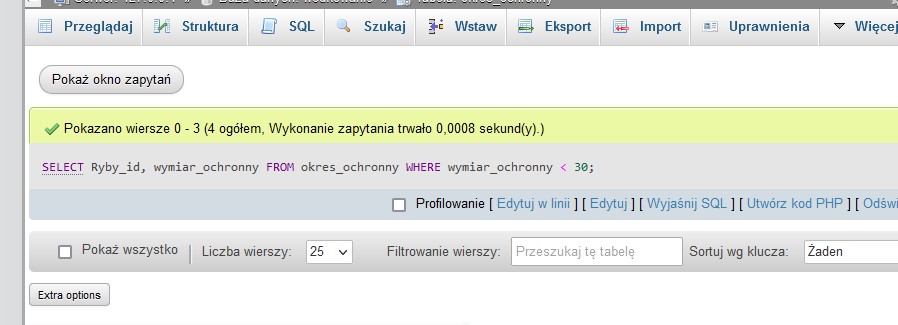 Przeglądaj Struktura SQL Szukaj Wstaw Eksport Import Uprawnienia Więcej
Pokaż okno zapytań
Pokazano wiersze 0 - 3 (4 ogółem, Wykonanie zapytania trwało 0,0008 sekund(y).)
SELECT Ryby_id, wymiar_ochronny FROM okres_ochronny WHERE wymiar_ochronny < 30;
Profilowanie [ Edytuj w linii ] [ Edytuj ] [ Wyjaśnij SQL ] [ Utwórz kod PHP ] [ Odświ
Pokaż wszystko Liczba wierszy: 25 Filtrowanie wierszy: Przeszukaj tę tabelę Sortuj wg klucza: Żaden
Extra options